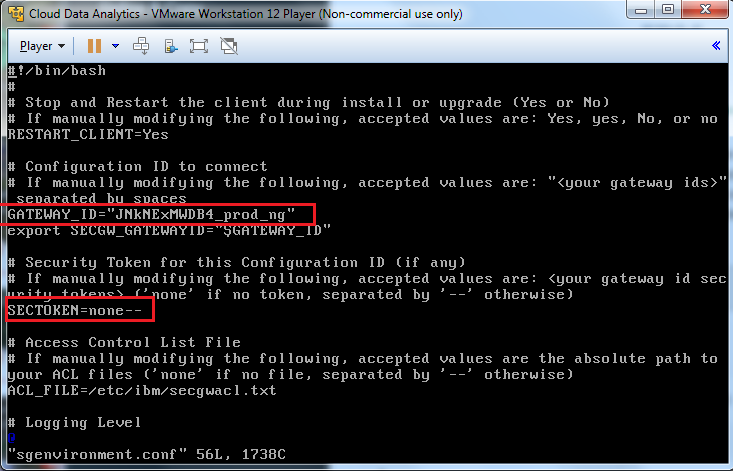 Cloud Data Analytics - VMware Workstation 12 Player (Non-commercial use only)
Player
#!/bin/bash
#
# Stop and Restart the client during install or upgrade (Yes or No)
# If manually modifying the following, accepted values are: Yes, yes, No, or no
RESTART_CLIENT=Yes
# Configuration ID to connect
# If manually modifying the following, accepted values are: "<your gateway ids>"
separated by spaces
GATEWAY_ID="JNkNExMWDB4_prod_ng"
export SECGW_GATEWAYID="$GATEWAY_ID"
# Security Token for this Configuration ID (if any)
# If manually modifying the following, accepted values are: <your gateway id sec
urity tokens> ('none' if no token, separated by '--' otherwise)
SECTOKEN=none--
# Access Control List File
# If manually modifying the following, accepted values are the absolute path to
your ACL files ('none' if no file, separated by '--' otherwise)
ACL_FILE=/etc/ibm/secgwacl.txt
# Logging Level
@
"sgenvironment.conf" 56L, 1738C